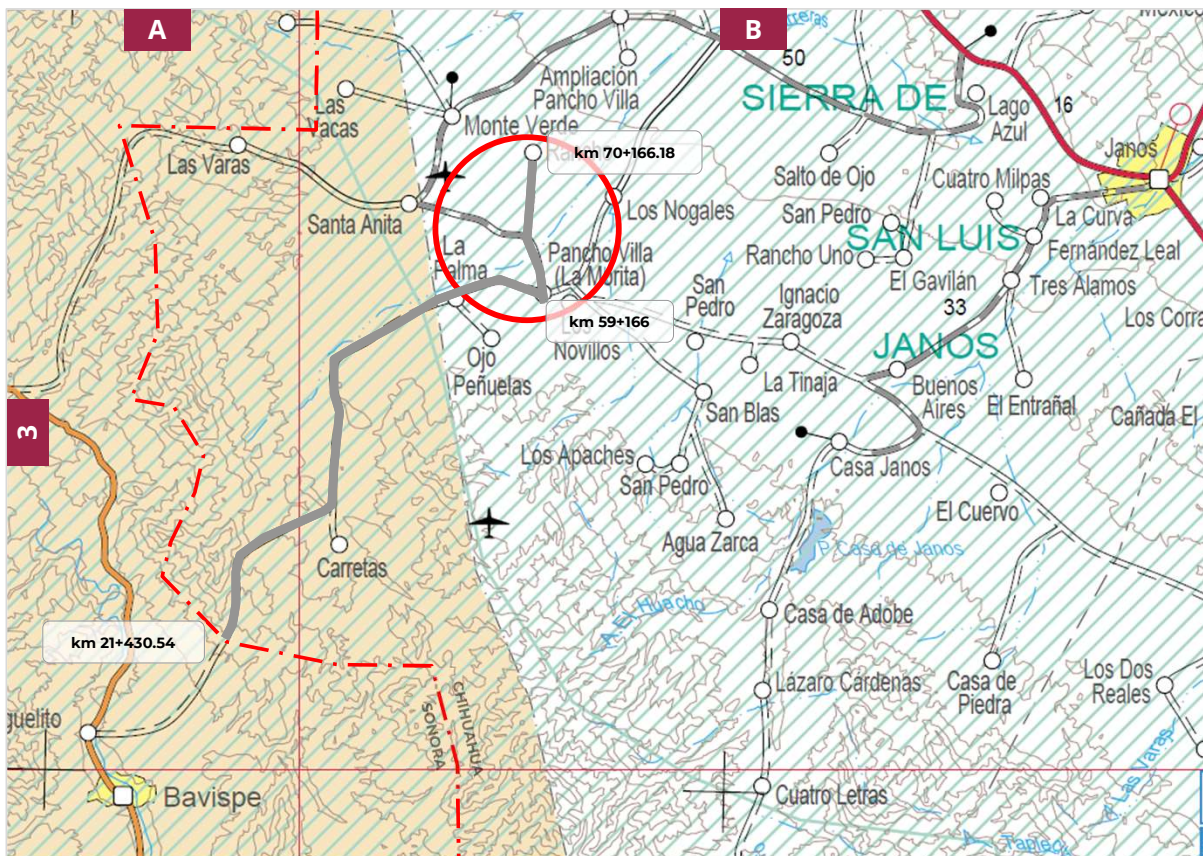 A
B
3
50
SIERRA DE
Ampliación
Pancho Villa
Las
Vacas
Monte Verde
Lago
Azul
16
Janos
Las Varas
km 70+166.18
Salto de Ojo
Cuatro Milpas
Santa Anita
Los Nogales
San Pedro
La Curva
SAN LUIS
Fernández Leal
Rancho Uno
El Gavilán
Tres Álamos
La
Palma
Pancho Villa
(La Morita)
San
Pedro
Ignacio
Zaragoza
33
Los Corra
km 59+166
Novillos
JANOS
Ojo
Peñuelas
La Tinaja
Buenos
Aires
El Entrañal
San Blas
Cañada El
Los Apaches
San Pedro
Casa Janos
Agua Zarca
El Cuervo
P. Casa de Janos
Carretas
A. El Huacho
Casa de Adobe
km 21+430.54
Lázaro Cárdenas
Casa de
Piedra
Los Dos
Reales
guelito
CHIHUAHUA
SONORA
Bavispe
Cuatro Letras
A. Las Varas